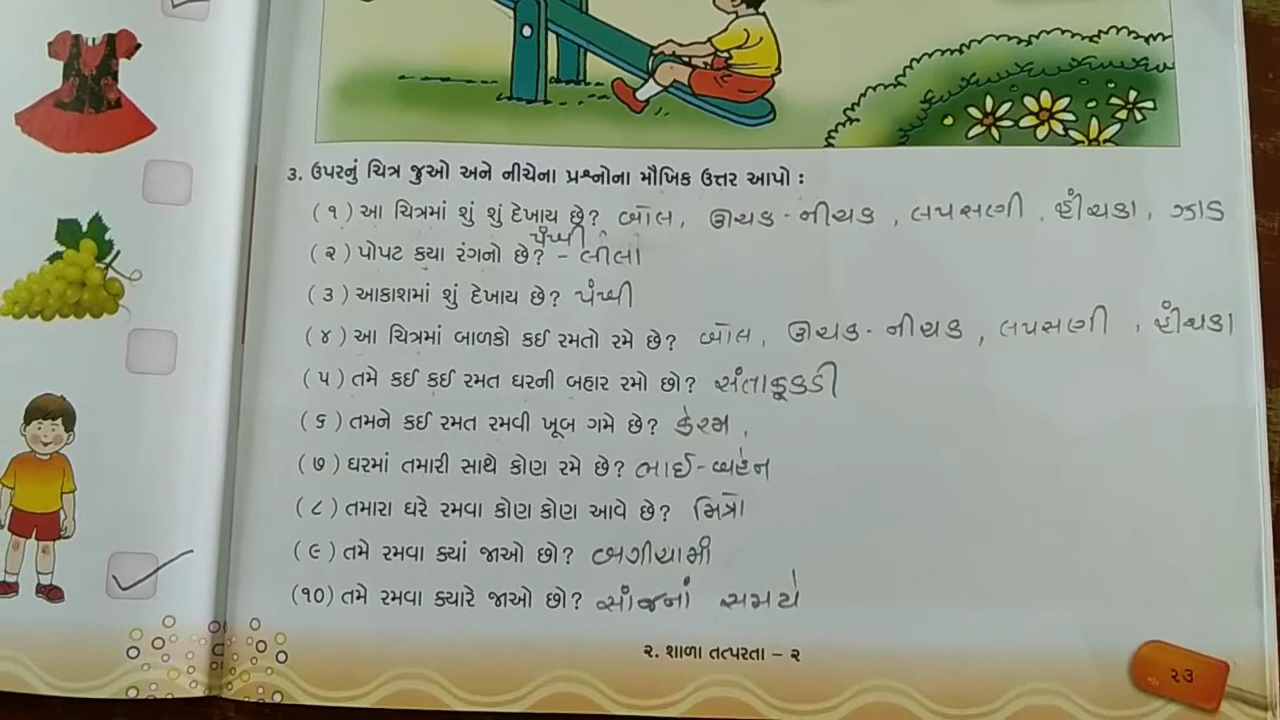 ૩. ઉપરનું ચિત્ર જુઓ અને નીચેના પ્રશ્નોના મૌખિક ઉત્તર આપો :
(૧) આ ચિત્રમાં શું શું દેખાય છે? બૉલ, ઊચક - નીચક, લપસણી, હીંચકા, ઝાડ
પંખી
(૨) પોપટ કયા રંગનો છે? - લીલો
(૩) આકાશમાં શું દેખાય છે? પંખી
(૪) આ ચિત્રમાં બાળકો કઈ રમતો રમે છે? બૉલ, ઊચક - નીચક, લપસણી, હીંચકા
(૫) તમે કઈ કઈ રમત ઘરની બહાર રમો છો? સંતાકૂકડી
(૬) તમને કઈ રમત રમવી ખૂબ ગમે છે? કેરમ.
(૭) ઘરમાં તમારી સાથે કોણ રમે છે? ભાઈ - બહેન
(૮) તમારા ઘરે રમવા કોણ કોણ આવે છે? મિત્રો
(૯) તમે રમવા ક્યાં જાઓ છો? બગીચામાં
(૧૦) તમે રમવા ક્યારે જાઓ છો? સાંજનાં સમયે
૨. શાળા તત્પરતા – ૨
૨૩